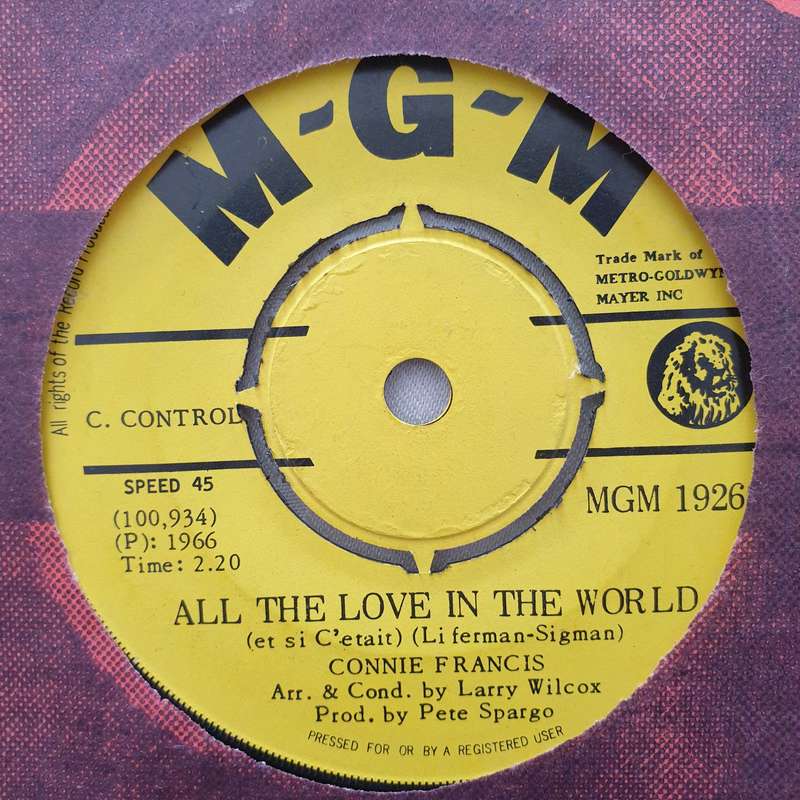 M-G-M
Trade Mark of
METRO-GOLDWYN
MAYER INC
All rights of the Record Produce
C. CONTROL
SPEED 45
MGM 1926
(100,934)
(P): 1966
Time: 2.20
ALL THE LOVE IN THE WORLD
(et si C'etait) (Liferman-Sigman)
CONNIE FRANCIS
Arr. & Cond. by Larry Wilcox
Prod. by Pete Spargo
PRESSED FOR OR BY A REGISTERED USER